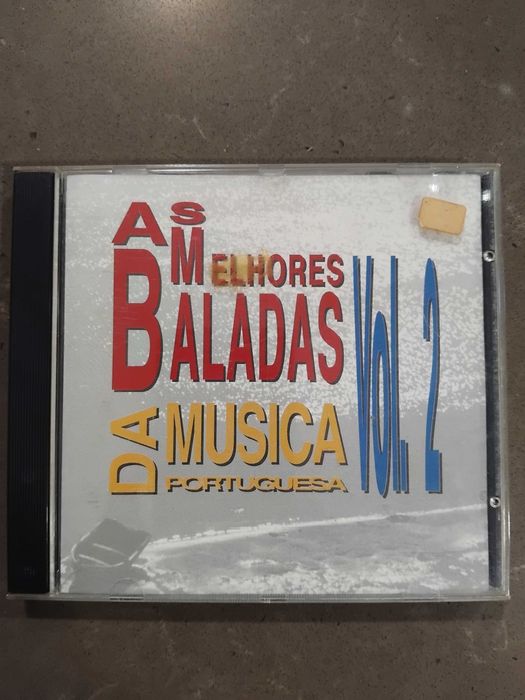 AS
MELHORES
BALADAS
DA MUSICA
PORTUGUESA
Vol. 2